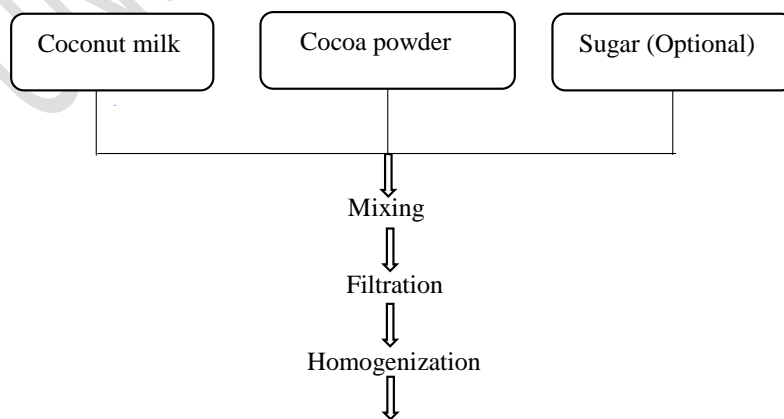 Coconut milk
Cocoa powder
Sugar (Optional)
Mixing
Filtration
Homogenization